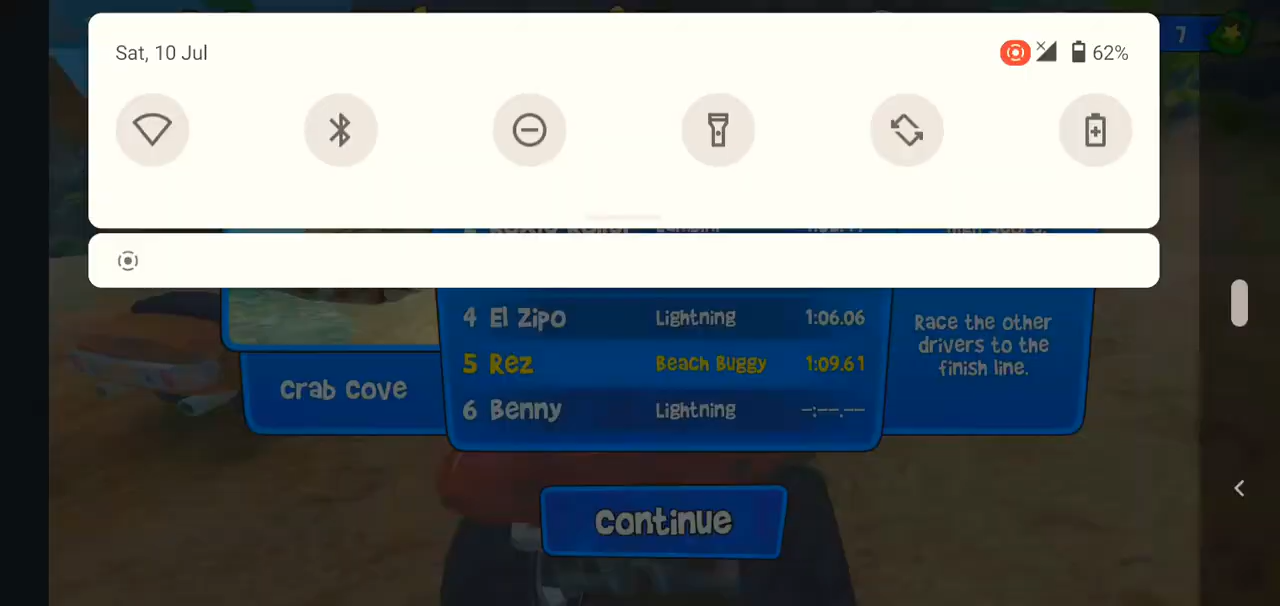 Sat, 10 Jul
62%
7
4 El Zipo Lightning 1:06.06
5 Rez Beach Buggy 1:09.61
6 Benny Lightning –:––.––
Crab Cove
Race the other
drivers to the
finish line.
Continue